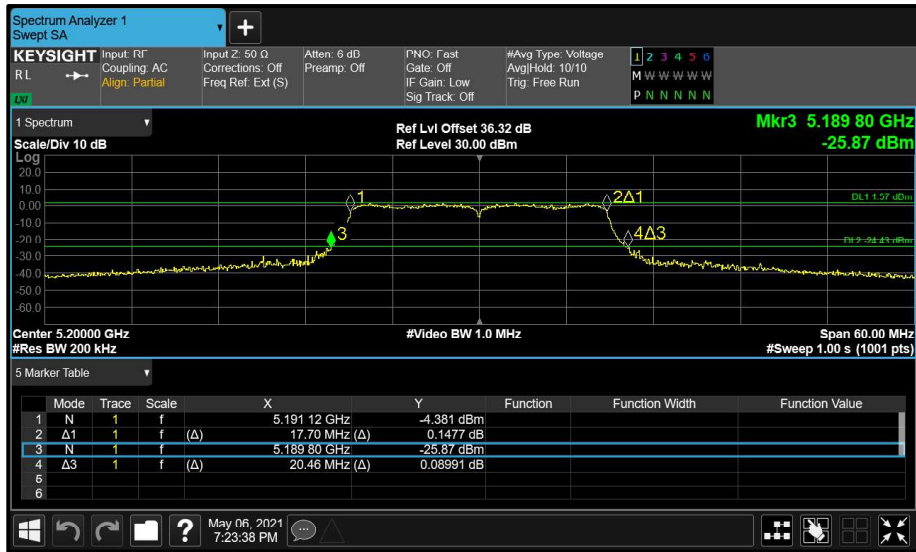 Spectrum Analyzer 1
Swept SA
+
KEYSIGHT
R L
LXI
Input: RF
Coupling: AC
Align: Partial
Input Z: 50 Ω
Corrections: Off
Freq Ref: Ext (S)
Atten: 6 dB
Preamp: Off
PNO: Fast
Gate: Off
IF Gain: Low
Sig Track: Off
#Avg Type: Voltage
Avg|Hold: 10/10
Trig: Free Run
1 2 3 4 5 6
M W W W W W
P N N N N N
1 Spectrum
Scale/Div 10 dB
Ref Lvl Offset 36.32 dB
Ref Level 30.00 dBm
Mkr3 5.189 80 GHz
-25.87 dBm
Log
20.0
10.0
0.00
-10.0
-20.0
-30.0
-40.0
-50.0
-60.0
1
2Δ1
3
4Δ3
DL1 1.57 dBm
DL2 -24.43 dBm
Center 5.20000 GHz
#Res BW 200 kHz
#Video BW 1.0 MHz
Span 60.00 MHz
#Sweep 1.00 s (1001 pts)
5 Marker Table
Mode Trace Scale X Y Function Function Width Function Value
1 N 1 f 5.191 12 GHz -4.381 dBm
2 Δ1 1 f (Δ) 17.70 MHz (Δ) 0.1477 dB
3 N 1 f 5.189 80 GHz -25.87 dBm
4 Δ3 1 f (Δ) 20.46 MHz (Δ) 0.08991 dB
5
6
?
May 06, 2021
7:23:38 PM